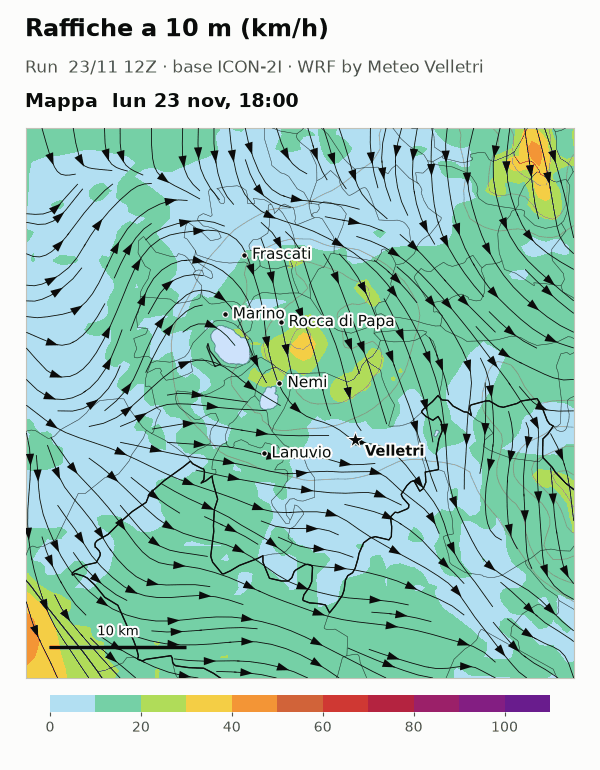 Raffiche a 10 m (km/h)
Run 23/11 12Z · base ICON-2I · WRF by Meteo Velletri
Mappa lun 23 nov, 18:00
Frascati
Marino
Rocca di Papa
Nemi
Velletri
Lanuvio
10 km
0 20 40 60 80 100